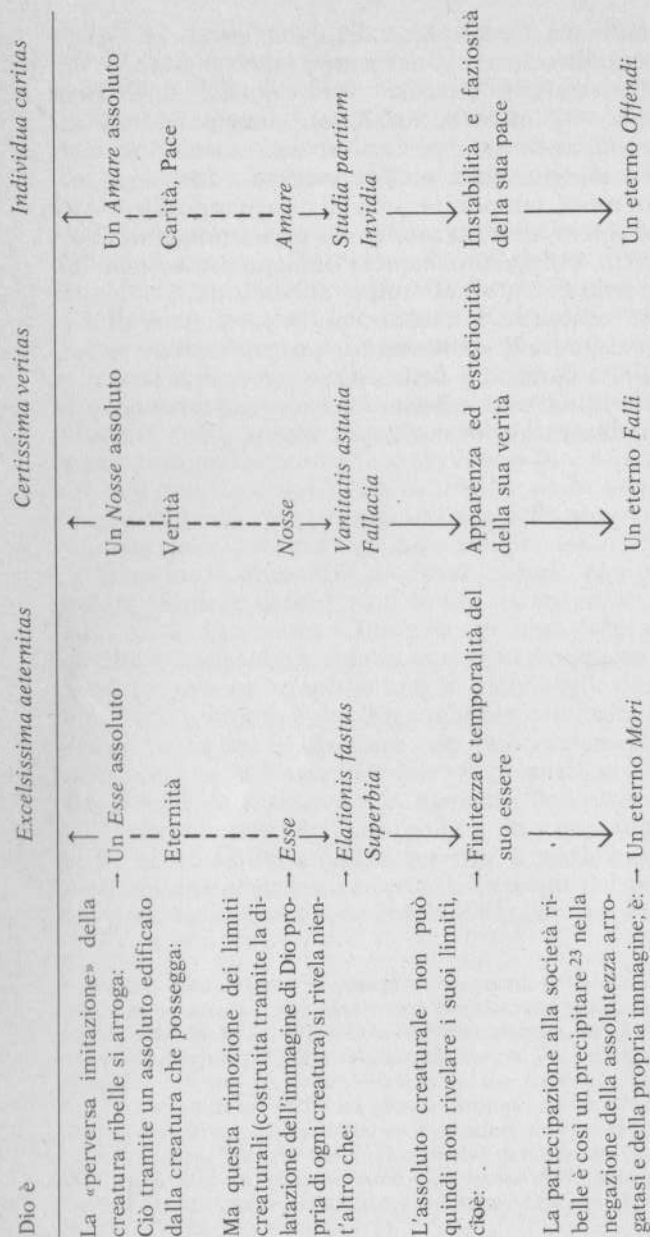 Dio è Excelsissima aeternitas Certissima veritas Individua caritas
La «perversa imitazione» della
creatura ribelle si arroga: → Un Esse assoluto Un Nosse assoluto Un Amare assoluto
Ciò tramite un assoluto edificato
dalla creatura che possegga: Eternità Verità Carità, Pace
Ma questa rimozione dei limiti
creaturali (costruita tramite la di-
latazione dell'immagine di Dio pro- → Esse Nosse Amare
pria di ogni creatura) si rivela nien-
t'altro che: → Elationis fastus Vanitatis astutia Studia partium
Superbia Fallacia Invidia
L'assoluto creaturale non può
quindi non rivelare i suoi limiti,
cioè: → Finitezza e temporalità del Apparenza ed esteriorità Instabilita e faziosità
suo essere della sua verità della sua pace
La partecipazione alla società ri-
belle è così un precipitare 23 nella
negazione della assolutezza arro-
gatasi e della propria immagine; è: → Un eterno Mori Un eterno Falli Un eterno Offendi